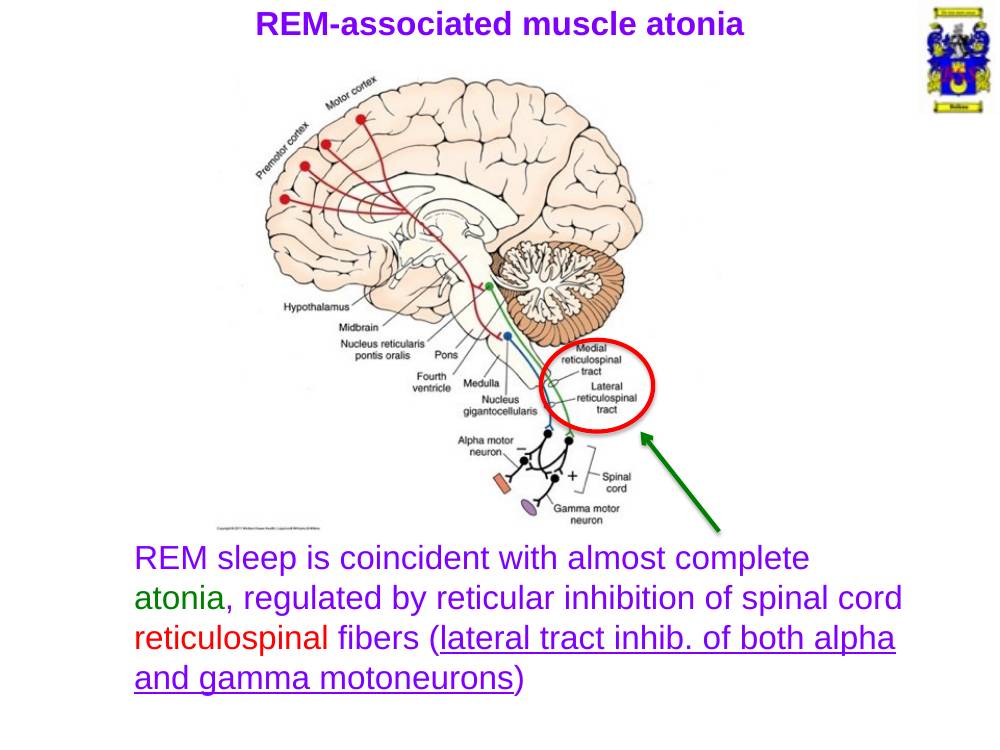 REM-associated muscle atonia
Motor cortex
Premotor cortex
Hypothalamus
Midbrain
Nucleus reticularis
pontis oralis
Pons
Fourth
ventricle
Medulla
Nucleus
gigantocellularis
Medial
reticulospinal
tract
Lateral
reticulospinal
tract
Alpha motor
neuron
–
+
Spinal
cord
Gamma motor
neuron
REM sleep is coincident with almost complete
atonia, regulated by reticular inhibition of spinal cord
reticulospinal fibers (lateral tract inhib. of both alpha
and gamma motoneurons)